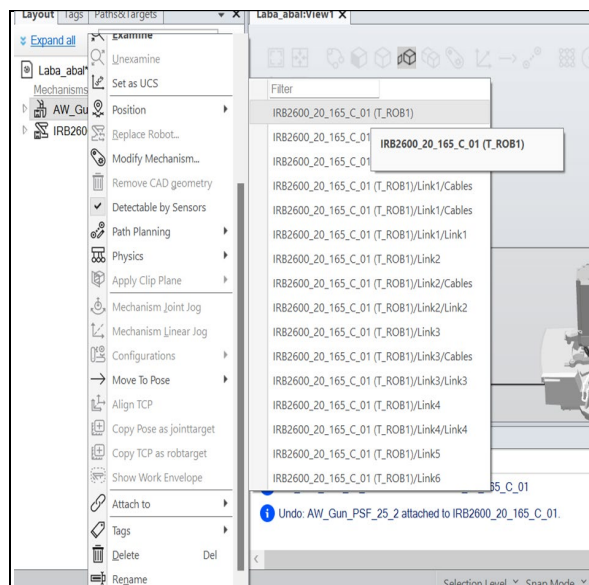 Layout Tags Paths&Targets
Laba_abal:View1 X
Expand all
Laba_abal*
Mechanisms
AW_Gu
IRB260
Examine
Unexamine
Set as UCS
Position
Replace Robot...
Modify Mechanism...
Remove CAD geometry
Detectable by Sensors
Path Planning
Physics
Apply Clip Plane
Mechanism Joint Jog
Mechanism Linear Jog
Configurations
Move To Pose
Align TCP
Copy Pose as jointtarget
Copy TCP as robtarget
Show Work Envelope
Attach to
Tags
Delete Del
Rename
Filter
IRB2600_20_165_C_01 (T_ROB1)
IRB2600_20_165_C_01
IRB2600_20_165_C_01
IRB2600_20_165_C_01 (T_ROB1)/Link1/Cables
IRB2600_20_165_C_01 (T_ROB1)/Link1/Cables
IRB2600_20_165_C_01 (T_ROB1)/Link1/Link1
IRB2600_20_165_C_01 (T_ROB1)/Link2
IRB2600_20_165_C_01 (T_ROB1)/Link2/Cables
IRB2600_20_165_C_01 (T_ROB1)/Link2/Link2
IRB2600_20_165_C_01 (T_ROB1)/Link3
IRB2600_20_165_C_01 (T_ROB1)/Link3/Cables
IRB2600_20_165_C_01 (T_ROB1)/Link3/Link3
IRB2600_20_165_C_01 (T_ROB1)/Link4
IRB2600_20_165_C_01 (T_ROB1)/Link4/Link4
IRB2600_20_165_C_01 (T_ROB1)/Link5
IRB2600_20_165_C_01 (T_ROB1)/Link6
IRB2600_20_165_C_01 (T_ROB1)
65_C_01
Undo: AW_Gun_PSF_25_2 attached to IRB2600_20_165_C_01.
Selection Level Snap Mode